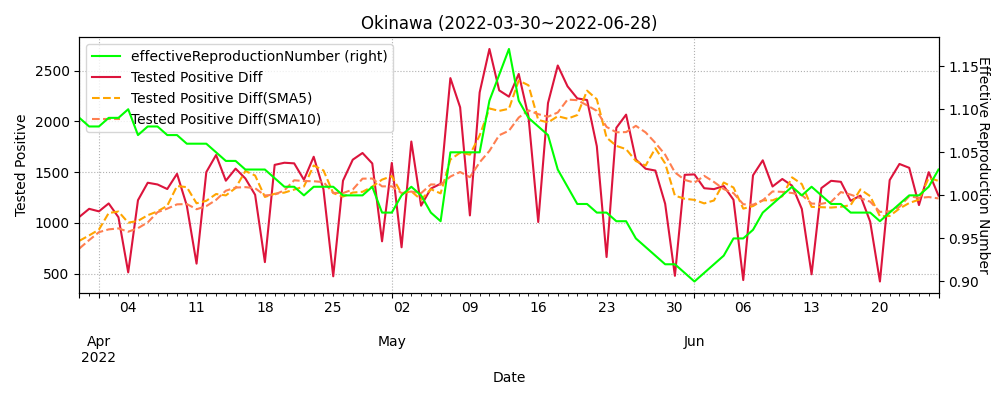 Okinawa (2022-03-30~2022-06-28)
effectiveReproductionNumber (right)
Tested Positive Diff
Tested Positive Diff(SMA5)
Tested Positive Diff(SMA10)
Tested Positive
2500
2000
1500
1000
500
Effective Reproduction Number
1.15
1.10
1.05
1.00
0.95
0.90
04 11 18 25 02 09 16 23 30 06 13 20
Apr May Jun
2022
Date